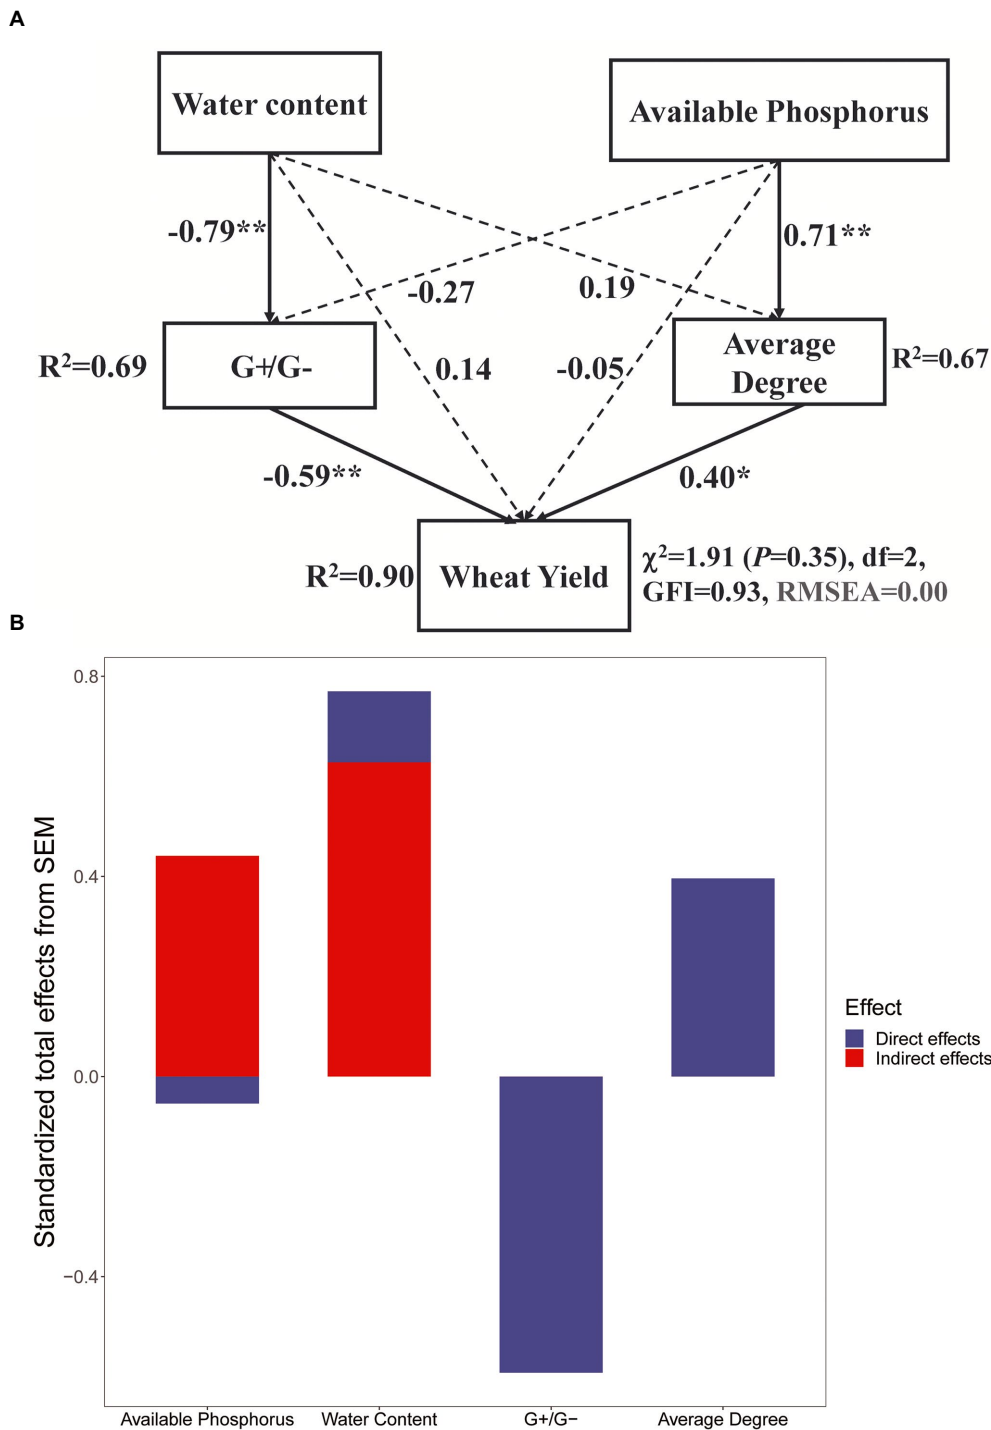 A
Water content
Available Phosphorus
-0.79**
0.71**
-0.27
0.19
R²=0.69
G+/G-
0.14
-0.05
Average
Degree
R²=0.67
-0.59**
0.40*
R²=0.90
Wheat Yield
χ²=1.91 (P=0.35), df=2,
GFI=0.93, RMSEA=0.00
B
Standardized total effects from SEM
0.8
0.4
0.0
−0.4
Available Phosphorus
Water Content
G+/G−
Average Degree
Effect
Direct effects
Indirect effects